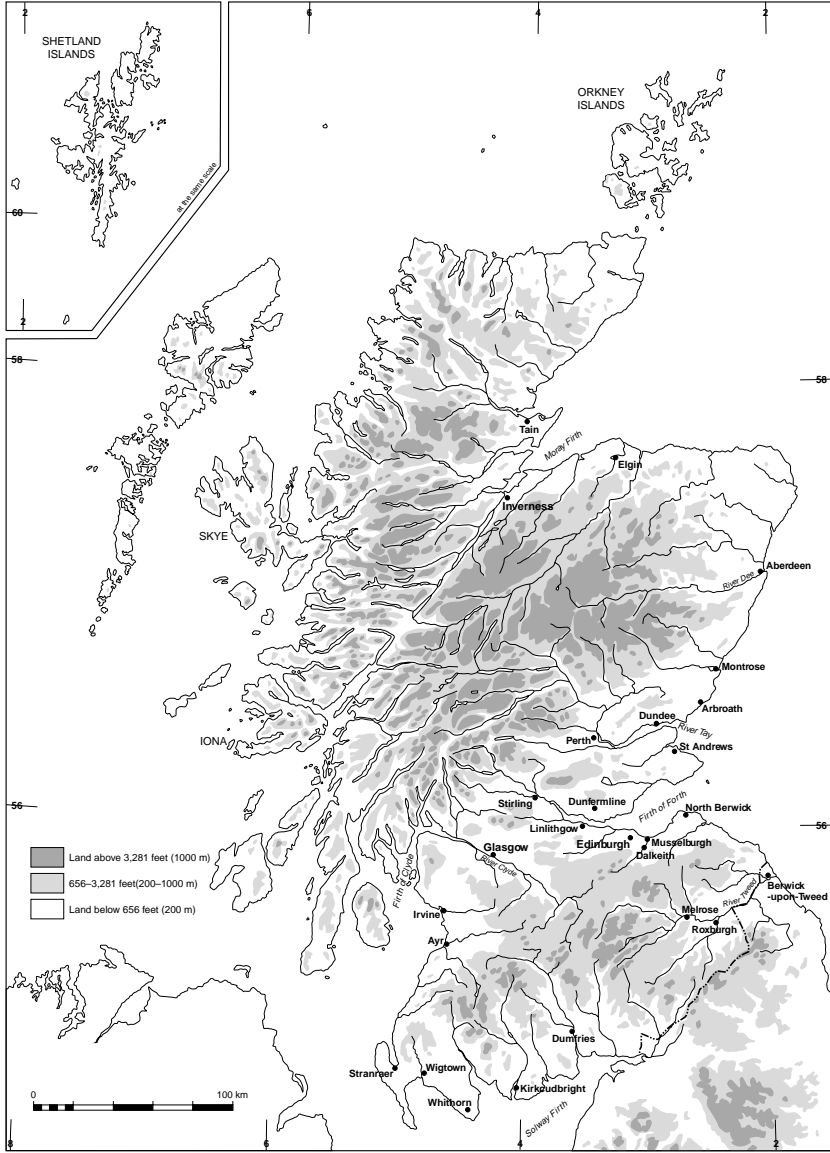 2
6
4
2
SHETLAND
ISLANDS
ORKNEY
ISLANDS
at the same scale
60
2
58
58
Tain
Moray Firth
Elgin
Inverness
SKYE
Aberdeen
River Dee
Montrose
Arbroath
Dundee
River Tay
Perth
St Andrews
IONA
56
56
Stirling
Dunfermline
Firth of Forth
North Berwick
Linlithgow
Edinburgh
Musselburgh
Dalkeith
Glasgow
River Clyde
Firth of Clyde
Land above 3,281 feet (1000 m)
656–3,281 feet(200–1000 m)
Land below 656 feet (200 m)
Berwick
-upon-Tweed
River Tweed
Melrose
Roxburgh
Irvine
Ayr
Dumfries
Stranraer
Wigtown
Kirkcudbright
Whithorn
Solway Firth
0
100 km
8
6
4
2